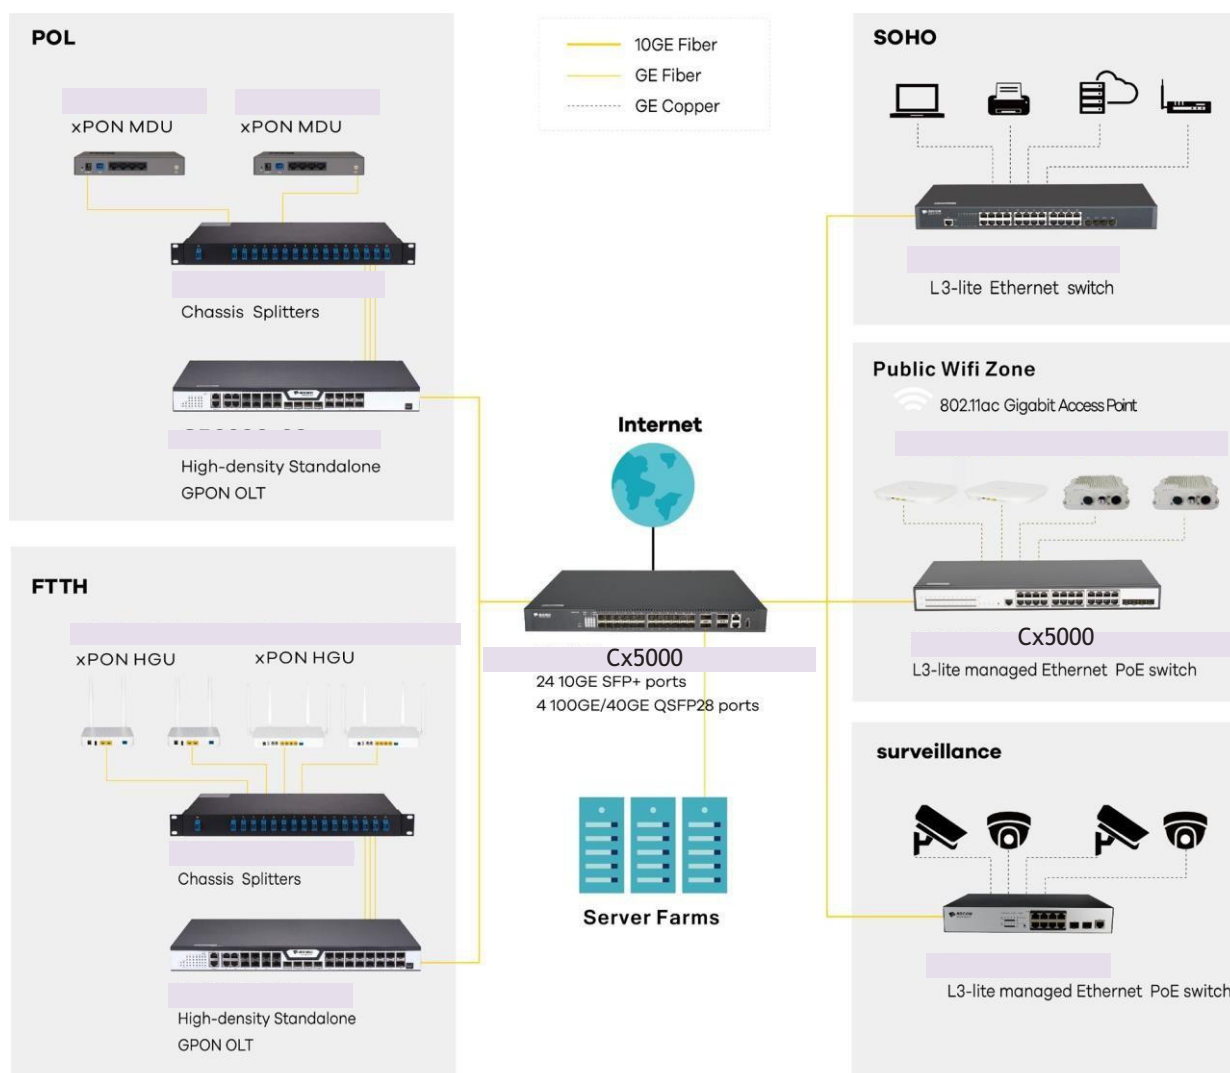 POL
xPON MDU
xPON MDU
Chassis Splitters
High-density Standalone
GPON OLT
FTTH
xPON HGU
xPON HGU
Chassis Splitters
High-density Standalone
GPON OLT
10GE Fiber
GE Fiber
GE Copper
Internet
Cx5000
24 10GE SFP+ ports
4 100GE/40GE QSFP28 ports
Server Farms
SOHO
L3-lite Ethernet switch
Public Wifi Zone
802.11ac Gigabit Access Point
Cx5000
L3-lite managed Ethernet PoE switch
surveillance
L3-lite managed Ethernet PoE switch